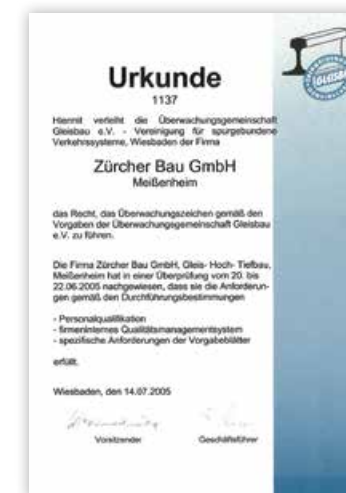 Urkunde
1137
Hiermit verleiht die Überwachungsgemeinschaft
Gleisbau e.V. - Vereinigung für spurgebundene
Verkehrssysteme, Wiesbaden der Firma
Zürcher Bau GmbH
Meißenheim
das Recht, das Überwachungszeichen gemäß den
Vorgaben der Überwachungsgemeinschaft Gleisbau
e.V. zu führen.
Die Firma Zürcher Bau GmbH, Gleis- Hoch- Tiefbau,
Meißenheim hat in einer Überprüfung vom 20. bis
22.06.2005 nachgewiesen, dass sie die Anforderun-
gen gemäß den Durchführungsbestimmungen
- Personalqualifikation
- firmeninternes Qualitätsmanagementsystem
- spezifische Anforderungen der Vorgabeblätter
erfüllt.
Wiesbaden, den 14.07.2005
Vorsitzender Geschäftsführer